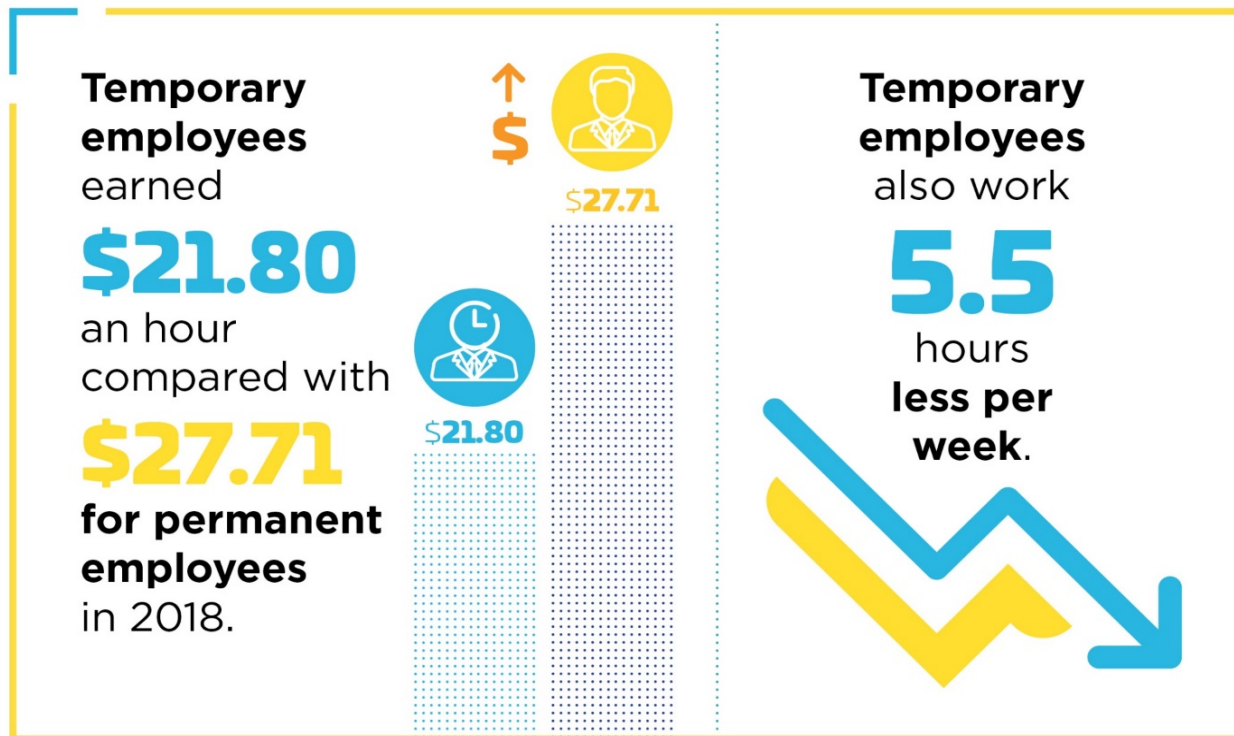 Temporary
employees
earned
$21.80
an hour
compared with
$27.71
for permanent
employees
in 2018.
$
$27.71
$21.80
Temporary
employees
also work
5.5
hours
less per
week.